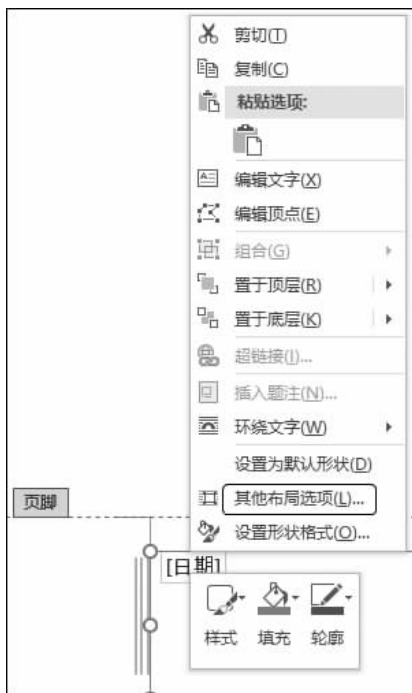 剪切(T)
复制(C)
粘贴选项:
编辑文字(X)
编辑顶点(E)
组合(G)
置于顶层(R)
置于底层(K)
超链接(I)...
插入题注(N)...
环绕文字(W)
设置为默认形状(D)
其他布局选项(L)...
页脚
设置形状格式(O)...
[日期]
样式 填充 轮廓